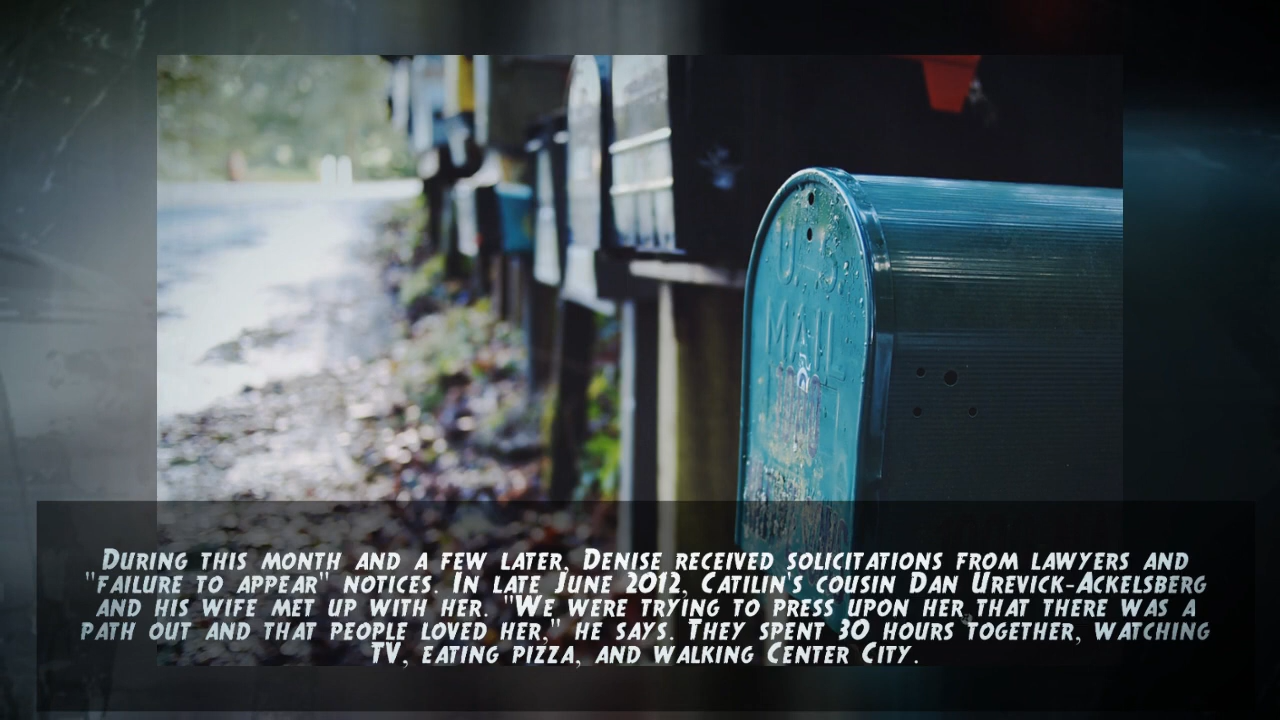 U.S.
MAIL
During this month and a few later, Denise received solicitations from lawyers and
"failure to appear" notices. In late June 2012, Catilin's cousin Dan Urevick-Ackelsberg
and his wife met up with her. "We were trying to press upon her that there was a
path out and that people loved her," he says. They spent 30 hours together, watching
TV, eating pizza, and walking Center City.